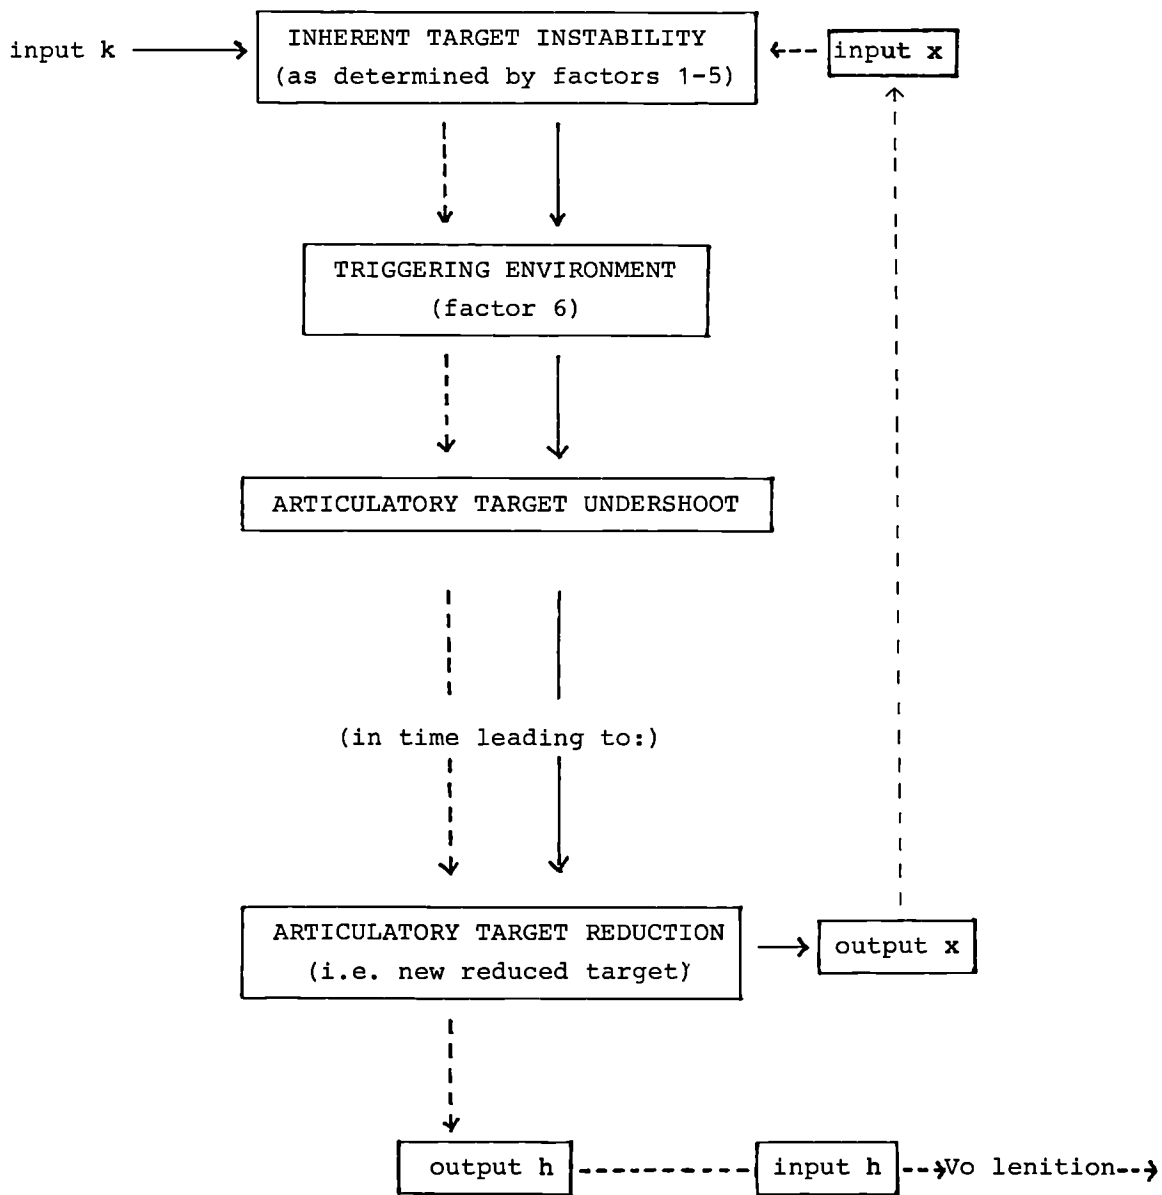 input k
INHERENT TARGET INSTABILITY
(as determined by factors 1-5)
input x
TRIGGERING ENVIRONMENT
(factor 6)
ARTICULATORY TARGET UNDERSHOOT
(in time leading to:)
ARTICULATORY TARGET REDUCTION
(i.e. new reduced target)
output x
output h
input h
Vo lenition